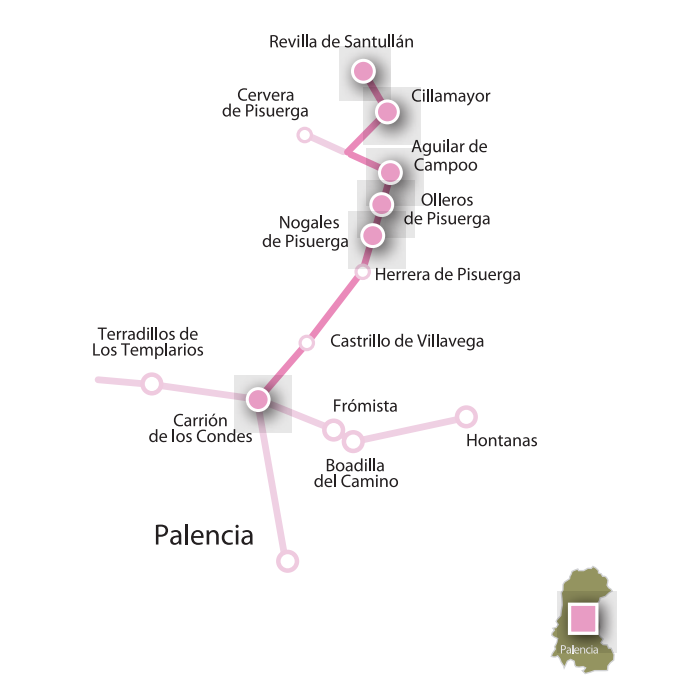 Revilla de Santullán
Cervera
de Pisuerga
Cillamayor
Aguilar de
Campoo
Olleros
de Pisuerga
Nogales
de Pisuerga
Herrera de Pisuerga
Terradillos de
Los Templarios
Castrillo de Villavega
Carrión
de los Condes
Frómista
Hontanas
Boadilla
del Camino
Palencia
Palencia